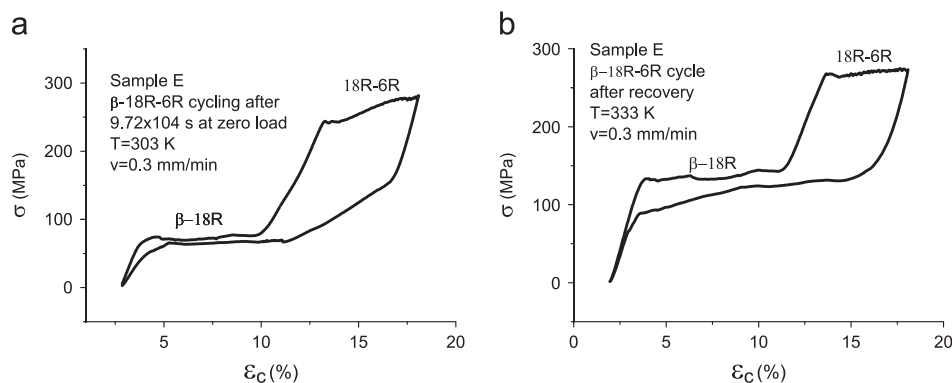 a
300
200
100
0
σ (MPa)
Sample E
β-18R-6R cycling after
9.72x104 s at zero load
T=303 K
v=0.3 mm/min
18R-6R
β–18R
5
10
15
20
εc (%)
b
300
200
100
0
σ (MPa)
Sample E
β-18R-6R cycle
after recovery
T=333 K
v=0.3 mm/min
18R-6R
β–18R
0
5
10
15
20
εc (%)